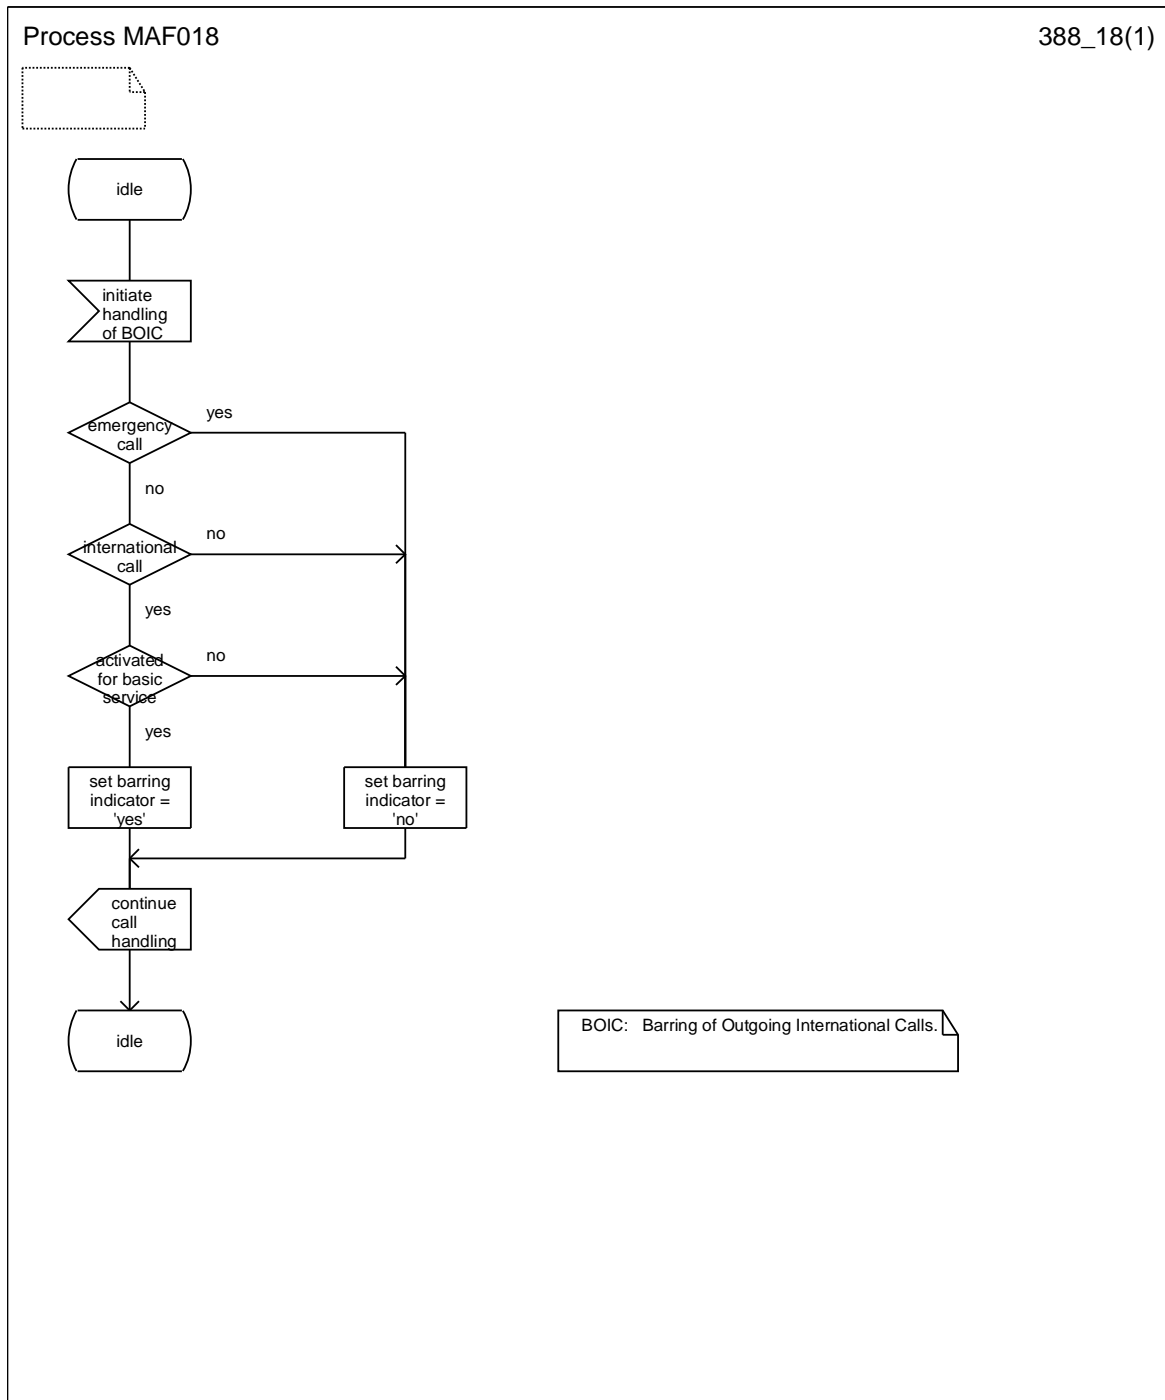 Process MAF018
388_18(1)
idle
initiate
handling
of BOIC
emergency
call
yes
no
international
call
no
yes
activated
for basic
service
no
yes
set barring
indicator =
'yes'
set barring
indicator =
'no'
continue
call
handling
idle
BOIC: Barring of Outgoing International Calls.